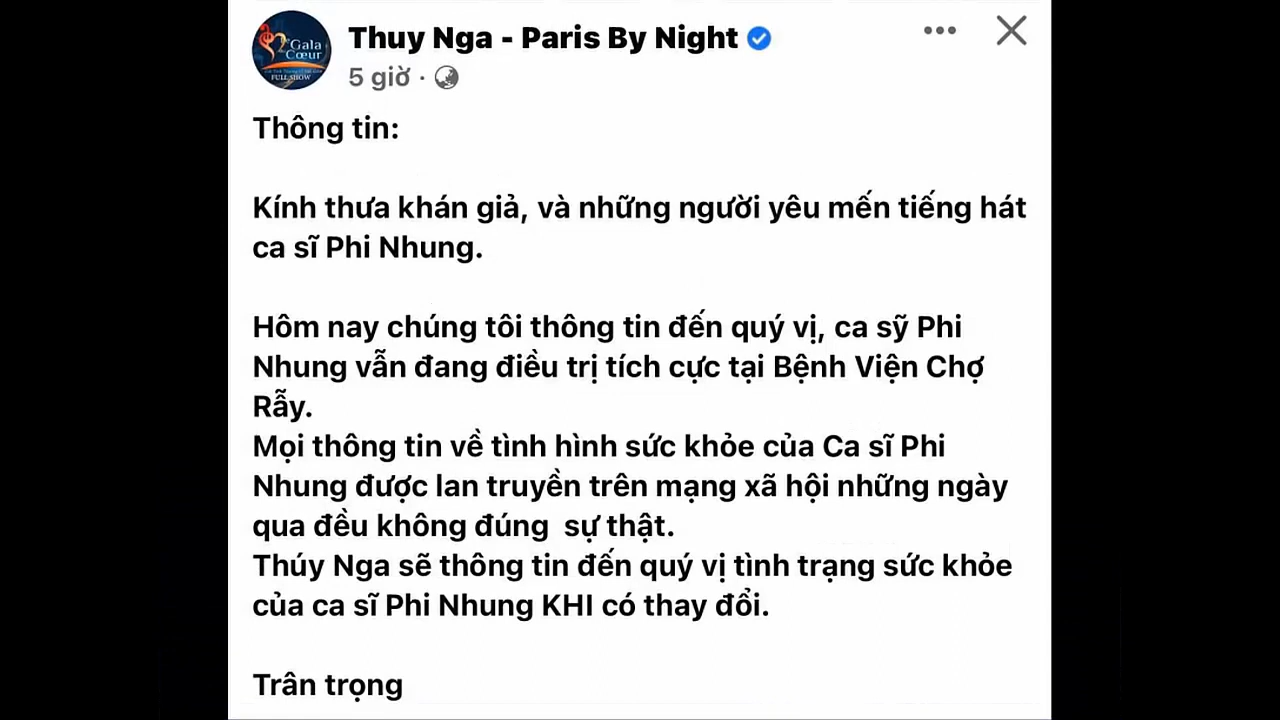 Gala
Cœur
FULL SHOW
Thuy Nga - Paris By Night
5 giờ ·
Thông tin:
Kính thưa khán giả, và những người yêu mến tiếng hát
ca sĩ Phi Nhung.
Hôm nay chúng tôi thông tin đến quý vị, ca sỹ Phi
Nhung vẫn đang điều trị tích cực tại Bệnh Viện Chợ
Rẫy.
Mọi thông tin về tình hình sức khỏe của Ca sĩ Phi
Nhung được lan truyền trên mạng xã hội những ngày
qua đều không đúng  sự thật.
Thúy Nga sẽ thông tin đến quý vị tình trạng sức khỏe
của ca sĩ Phi Nhung KHI có thay đổi.
Trân trọng